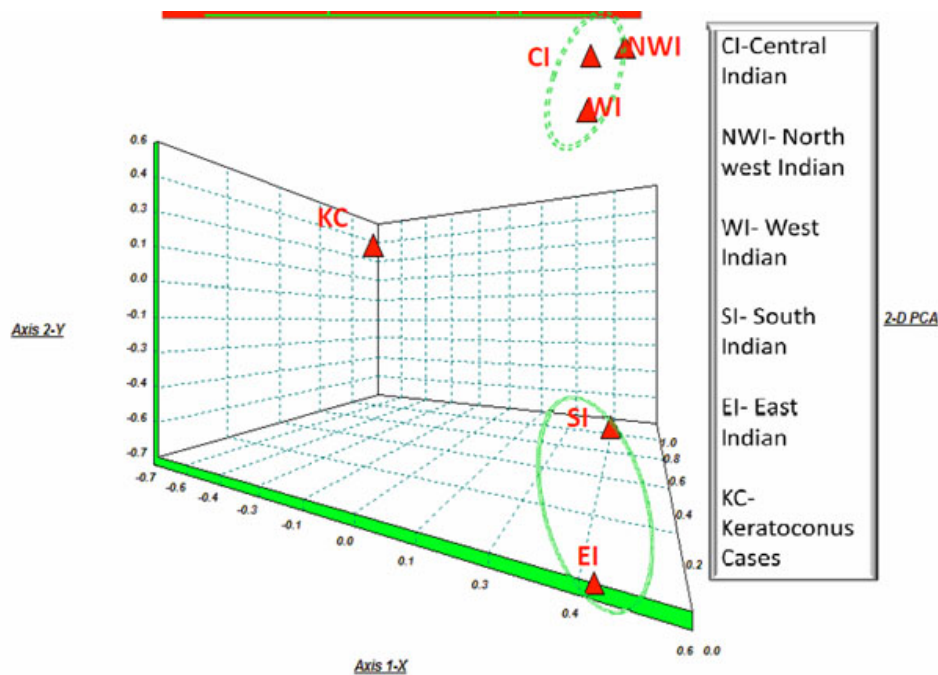 CI
NWI
WI
KC
SI
EI
0.6
0.4
0.3
0.1
0.0
-0.1
-0.3
-0.4
-0.6
-0.7
Axis 2-Y
-0.7
-0.6
-0.4
-0.3
-0.1
0.0
0.1
0.3
0.4
0.6
Axis 1-X
1.0
0.8
0.6
0.4
0.2
0.0
CI-Central
Indian
NWI- North
west Indian
WI- West
Indian
SI- South
Indian
EI- East
Indian
KC-
Keratoconus
Cases
2-D PCA